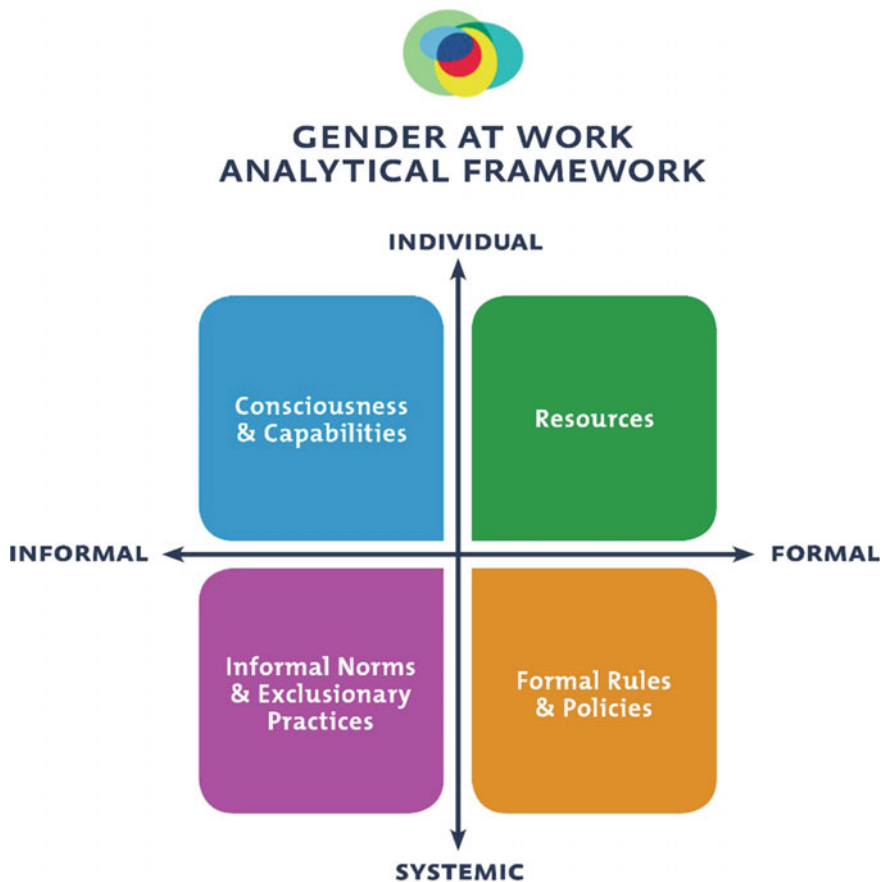 GENDER AT WORK
ANALYTICAL FRAMEWORK
INDIVIDUAL
Consciousness
& Capabilities
Resources
INFORMAL
FORMAL
Informal Norms
& Exclusionary
Practices
Formal Rules
& Policies
SYSTEMIC